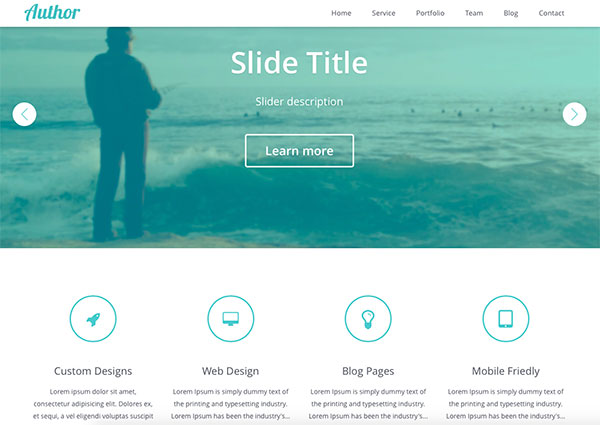 Author
Home Service Portfolio Team Blog Contact
Slide Title
Slider description
Learn more
Custom Designs
Lorem ipsum dolor sit amet,
consectetur adipisicing elit. Dolores, ex,
et sequi, a vel eligendi voluptas suscipit
Web Design
Lorem Ipsum is simply dummy text of
the printing and typesetting industry.
Lorem Ipsum has been the industry's...
Blog Pages
Lorem Ipsum is simply dummy text of
the printing and typesetting industry.
Lorem Ipsum has been the industry's...
Mobile Friedly
Lorem Ipsum is simply dummy text of
the printing and typesetting industry.
Lorem Ipsum has been the industry's...